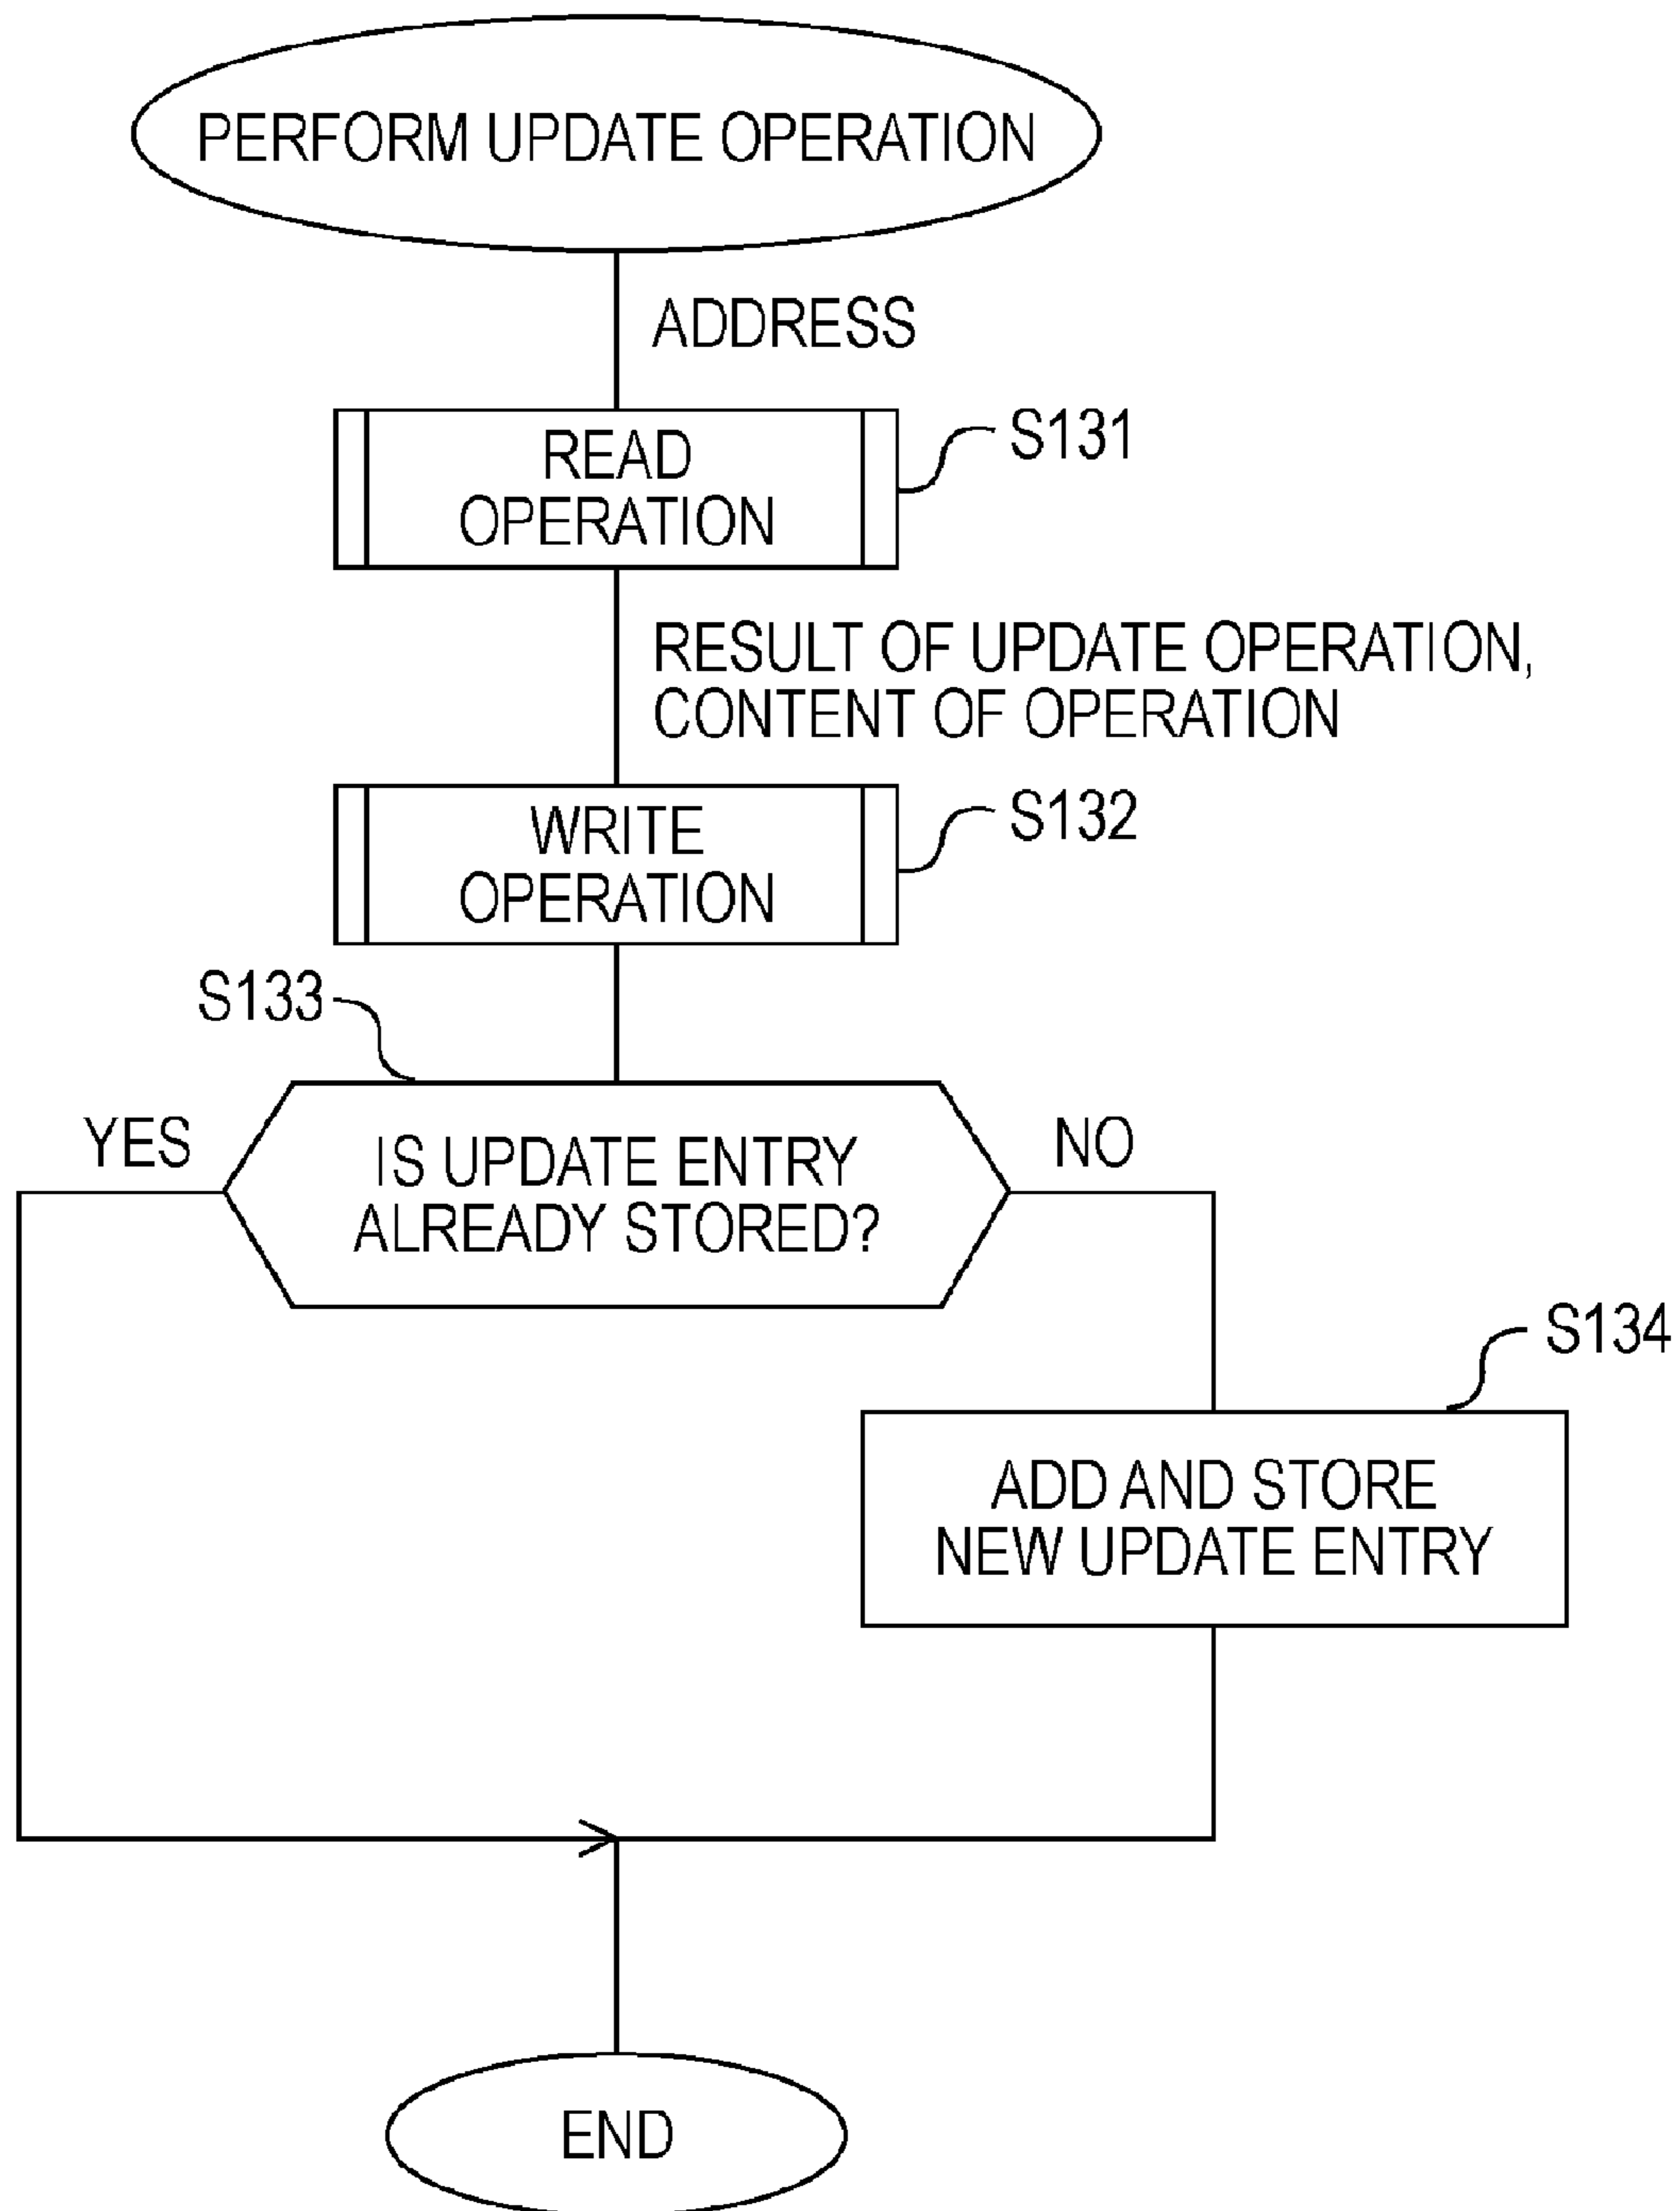 PERFORM UPDATE OPERATION
ADDRESS
READ
OPERATION
S131
RESULT OF UPDATE OPERATION,
CONTENT OF OPERATION
WRITE
OPERATION
S132
S133
YES
IS UPDATE ENTRY
ALREADY STORED?
NO
S134
ADD AND STORE
NEW UPDATE ENTRY
END